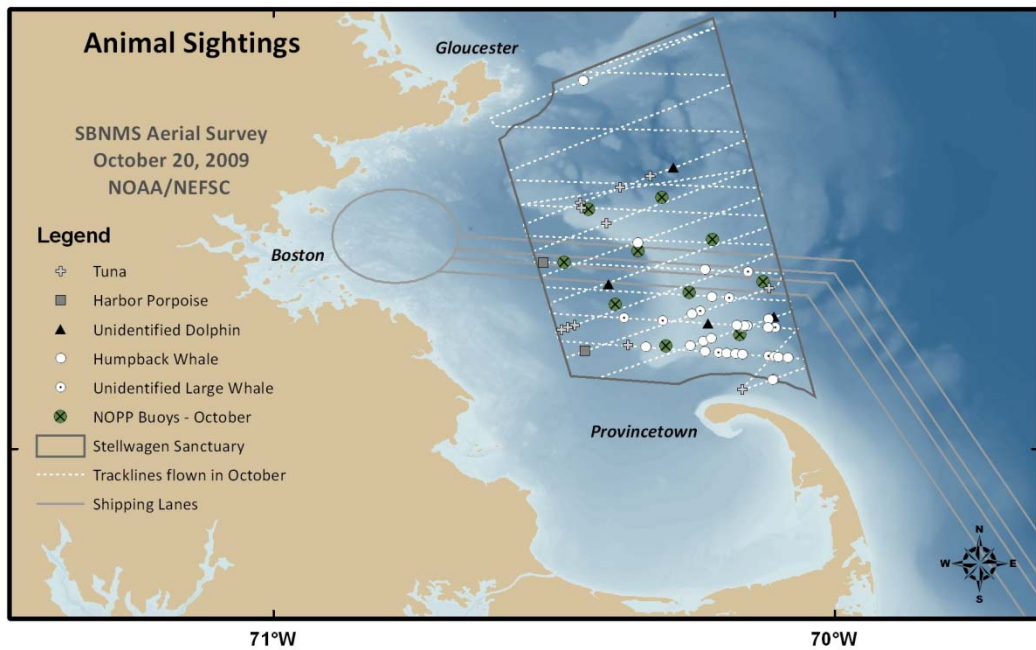 Animal Sightings
Gloucester
SBNMS Aerial Survey
October 20, 2009
NOAA/NEFSC
Legend
Boston
Tuna
Harbor Porpoise
Unidentified Dolphin
Humpback Whale
Unidentified Large Whale
NOPP Buoys - October
Provincetown
Stellwagen Sanctuary
Tracklines flown in October
Shipping Lanes
N
W E
S
71°W
70°W